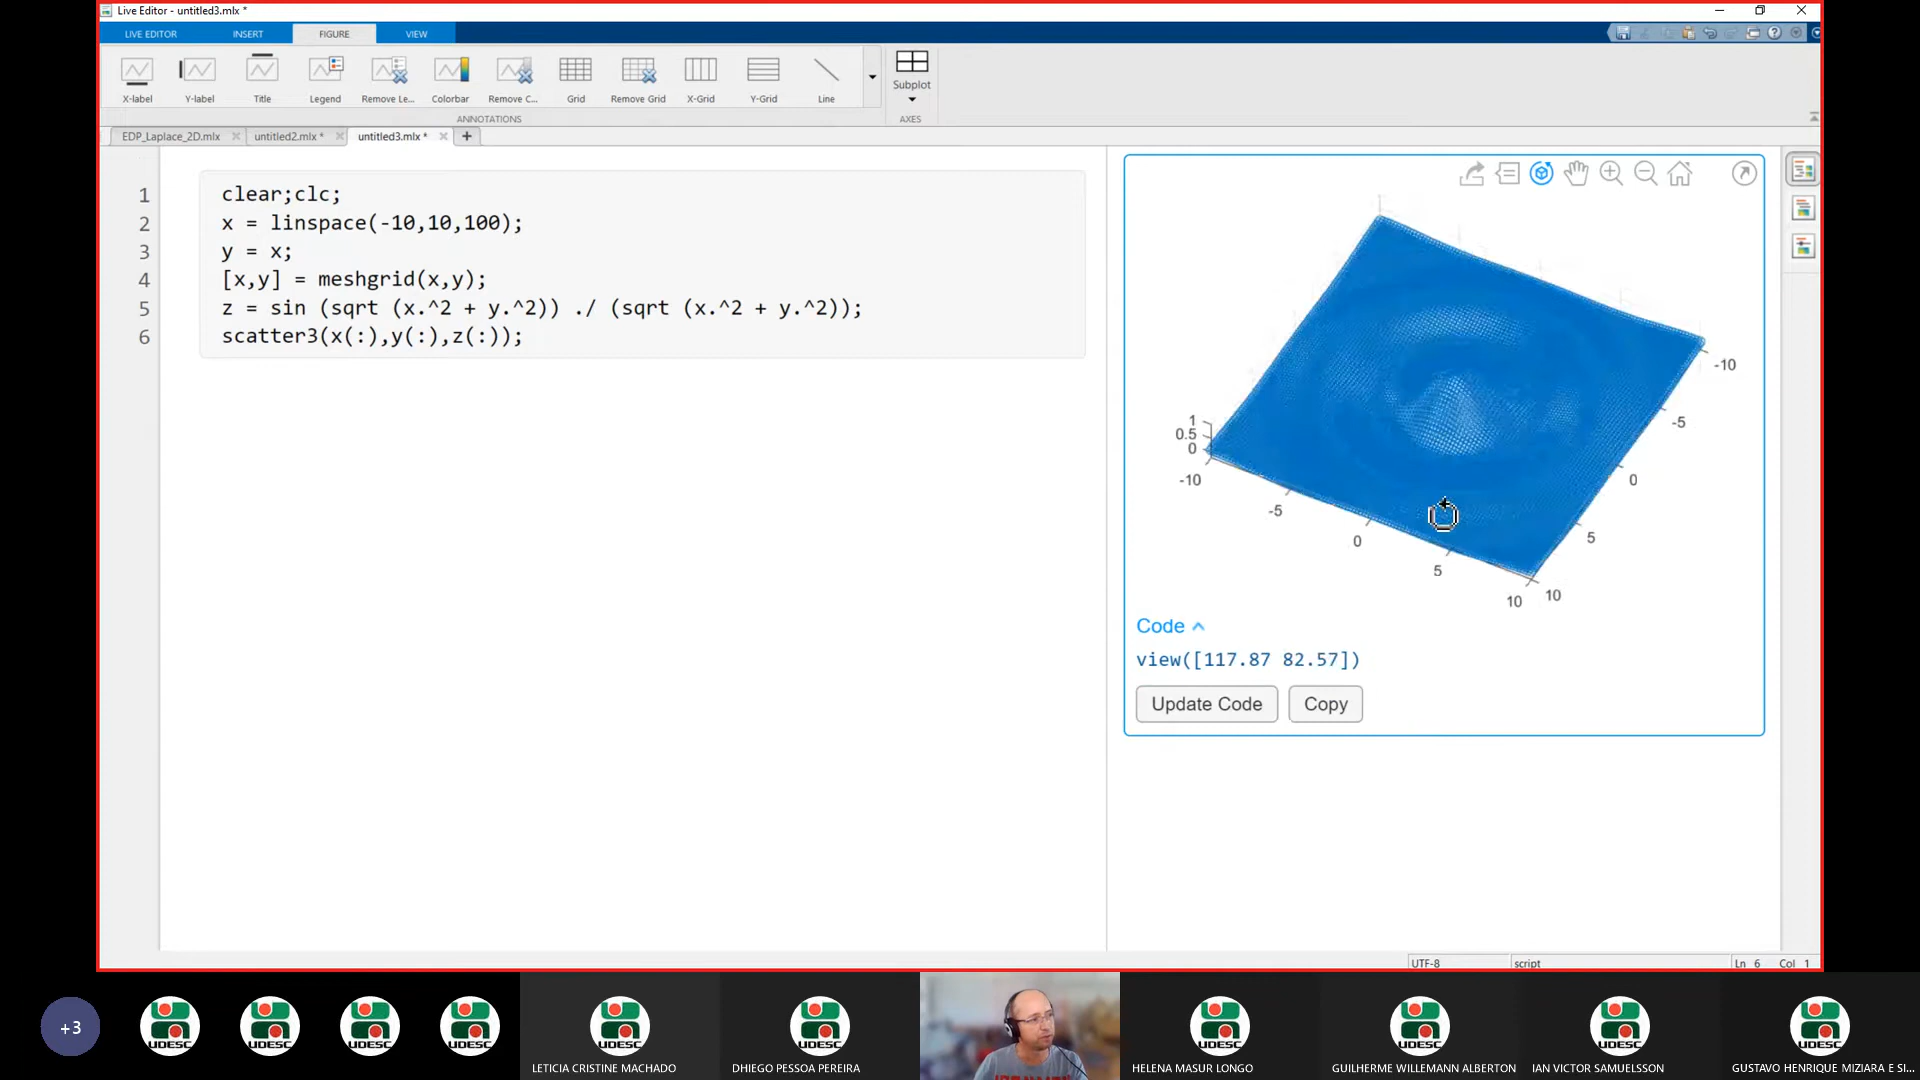 Live Editor - untitled3.mlx *
LIVE EDITOR INSERT FIGURE VIEW
X-label Y-label Title Legend Remove Le... Colorbar Remove C... Grid Remove Grid X-Grid Y-Grid Line Subplot
ANNOTATIONS AXES
EDP_Laplace_2D.mlx untitled2.mlx * untitled3.mlx *
1 clear;clc;
2 x = linspace(-10,10,100);
3 y = x;
4 [x,y] = meshgrid(x,y);
5 z = sin (sqrt (x.^2 + y.^2)) ./ (sqrt (x.^2 + y.^2));
6 scatter3(x(:),y(:),z(:));
1
0.5
0
-10
-5
0
5
10
10
5
0
-5
-10
Code
view([117.87 82.57])
Update Code Copy
UTF-8 script Ln 6 Col 1
+3
UDESC
UDESC
UDESC
UDESC
UDESC
UDESC
UDESC
UDESC
UDESC
UDESC
LETICIA CRISTINE MACHADO
DHIEGO PESSOA PEREIRA
HELENA MASUR LONGO
GUILHERME WILLEMANN ALBERTON
IAN VICTOR SAMUELSSON
GUSTAVO HENRIQUE MIZIARA E SI...